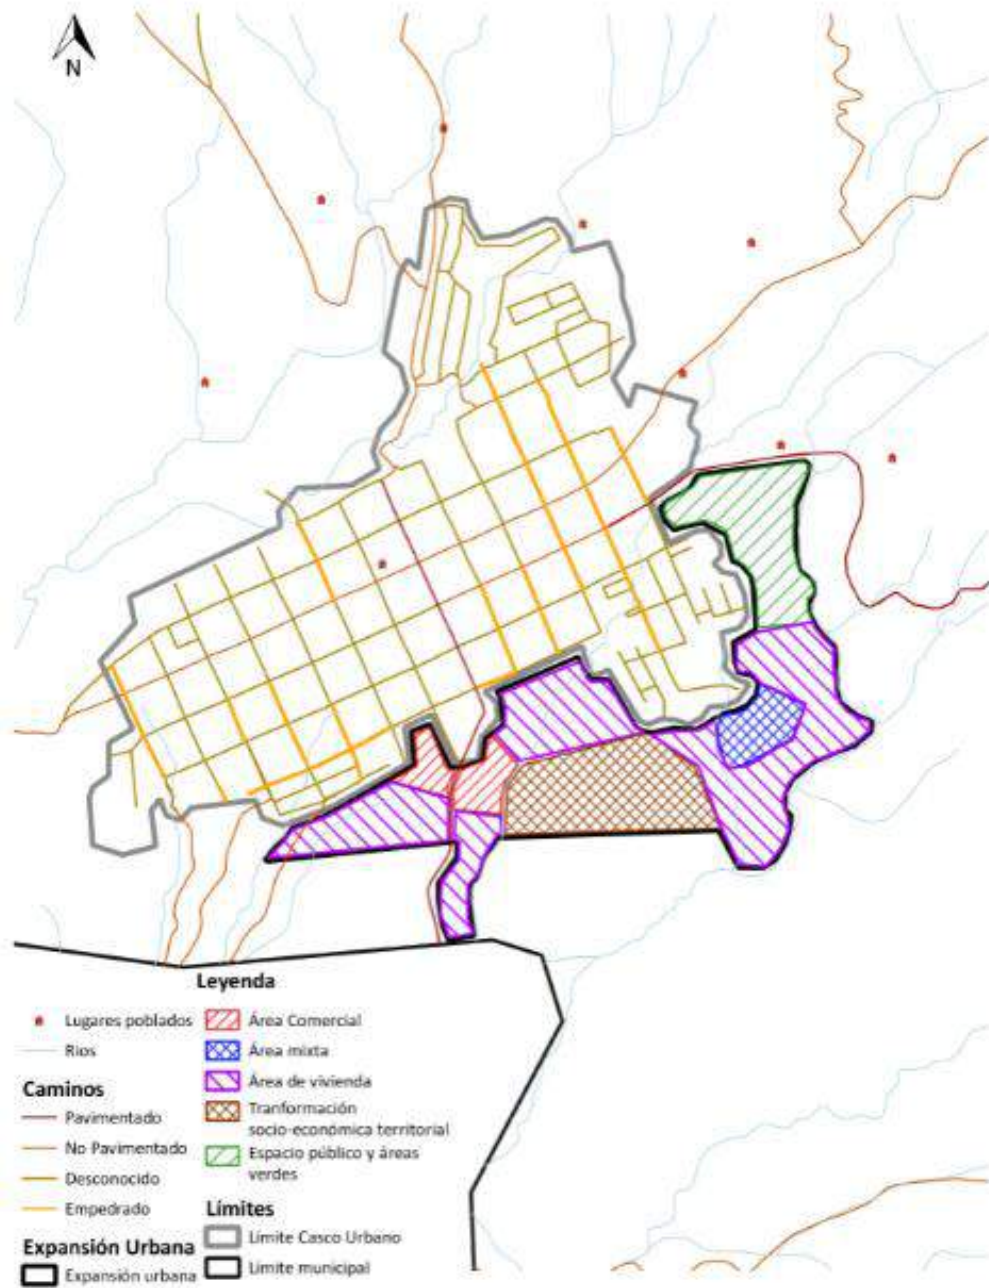 N
Leyenda
Lugares poblados
Rios
Caminos
Pavimentado
No Pavimentado
Desconocido
Empedrado
Expansión Urbana
Expansión urbana
Área Comercial
Área mixta
Área de vivienda
Tranformación
socio-económica territorial
Espacio público y áreas
verdes
Límites
Límite Casco Urbano
Límite municipal